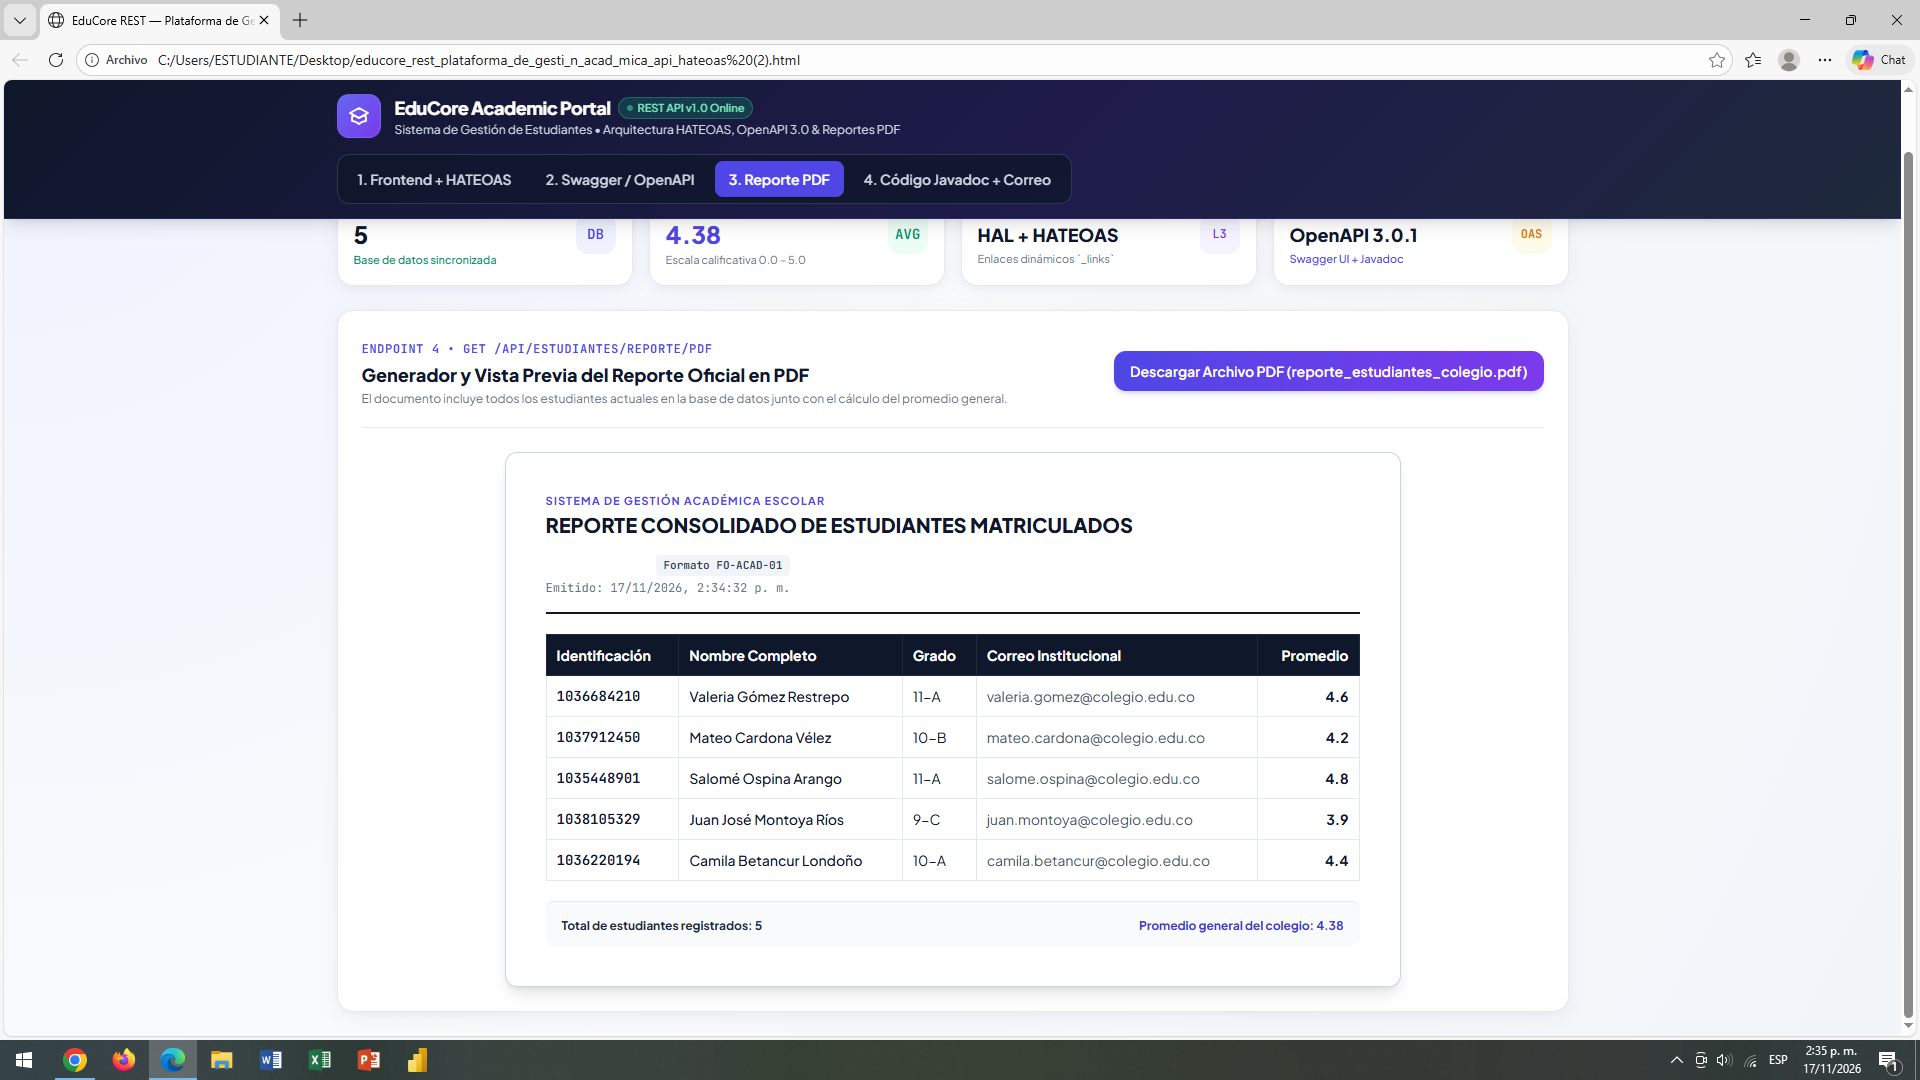 EduCore REST — Plataforma de Ge
Archivo C:/Users/ESTUDIANTE/Desktop/educore_rest_plataforma_de_gesti_n_acad_mica_api_hateoas%20(2).html
Chat
EduCore Academic Portal
REST API v1.0 Online
Sistema de Gestión de Estudiantes • Arquitectura HATEOAS, OpenAPI 3.0 & Reportes PDF
1. Frontend + HATEOAS
2. Swagger / OpenAPI
3. Reporte PDF
4. Código Javadoc + Correo
5 DB
Base de datos sincronizada
4.38 AVG
Escala calificativa 0.0 – 5.0
HAL + HATEOAS L3
Enlaces dinámicos `_links`
OpenAPI 3.0.1 OAS
Swagger UI + Javadoc
ENDPOINT 4 • GET /API/ESTUDIANTES/REPORTE/PDF
Generador y Vista Previa del Reporte Oficial en PDF
El documento incluye todos los estudiantes actuales en la base de datos junto con el cálculo del promedio general.
Descargar Archivo PDF (reporte_estudiantes_colegio.pdf)
SISTEMA DE GESTIÓN ACADÉMICA ESCOLAR
REPORTE CONSOLIDADO DE ESTUDIANTES MATRICULADOS
Formato FO-ACAD-01
Emitido: 17/11/2026, 2:34:32 p. m.
Identificación Nombre Completo Grado Correo Institucional Promedio
1036684210 Valeria Gómez Restrepo 11-A valeria.gomez@colegio.edu.co 4.6
1037912450 Mateo Cardona Vélez 10-B mateo.cardona@colegio.edu.co 4.2
1035448901 Salomé Ospina Arango 11-A salome.ospina@colegio.edu.co 4.8
1038105329 Juan José Montoya Ríos 9-C juan.montoya@colegio.edu.co 3.9
1036220194 Camila Betancur Londoño 10-A camila.betancur@colegio.edu.co 4.4
Total de estudiantes registrados: 5
Promedio general del colegio: 4.38
ESP
2:35 p. m.
17/11/2026
1